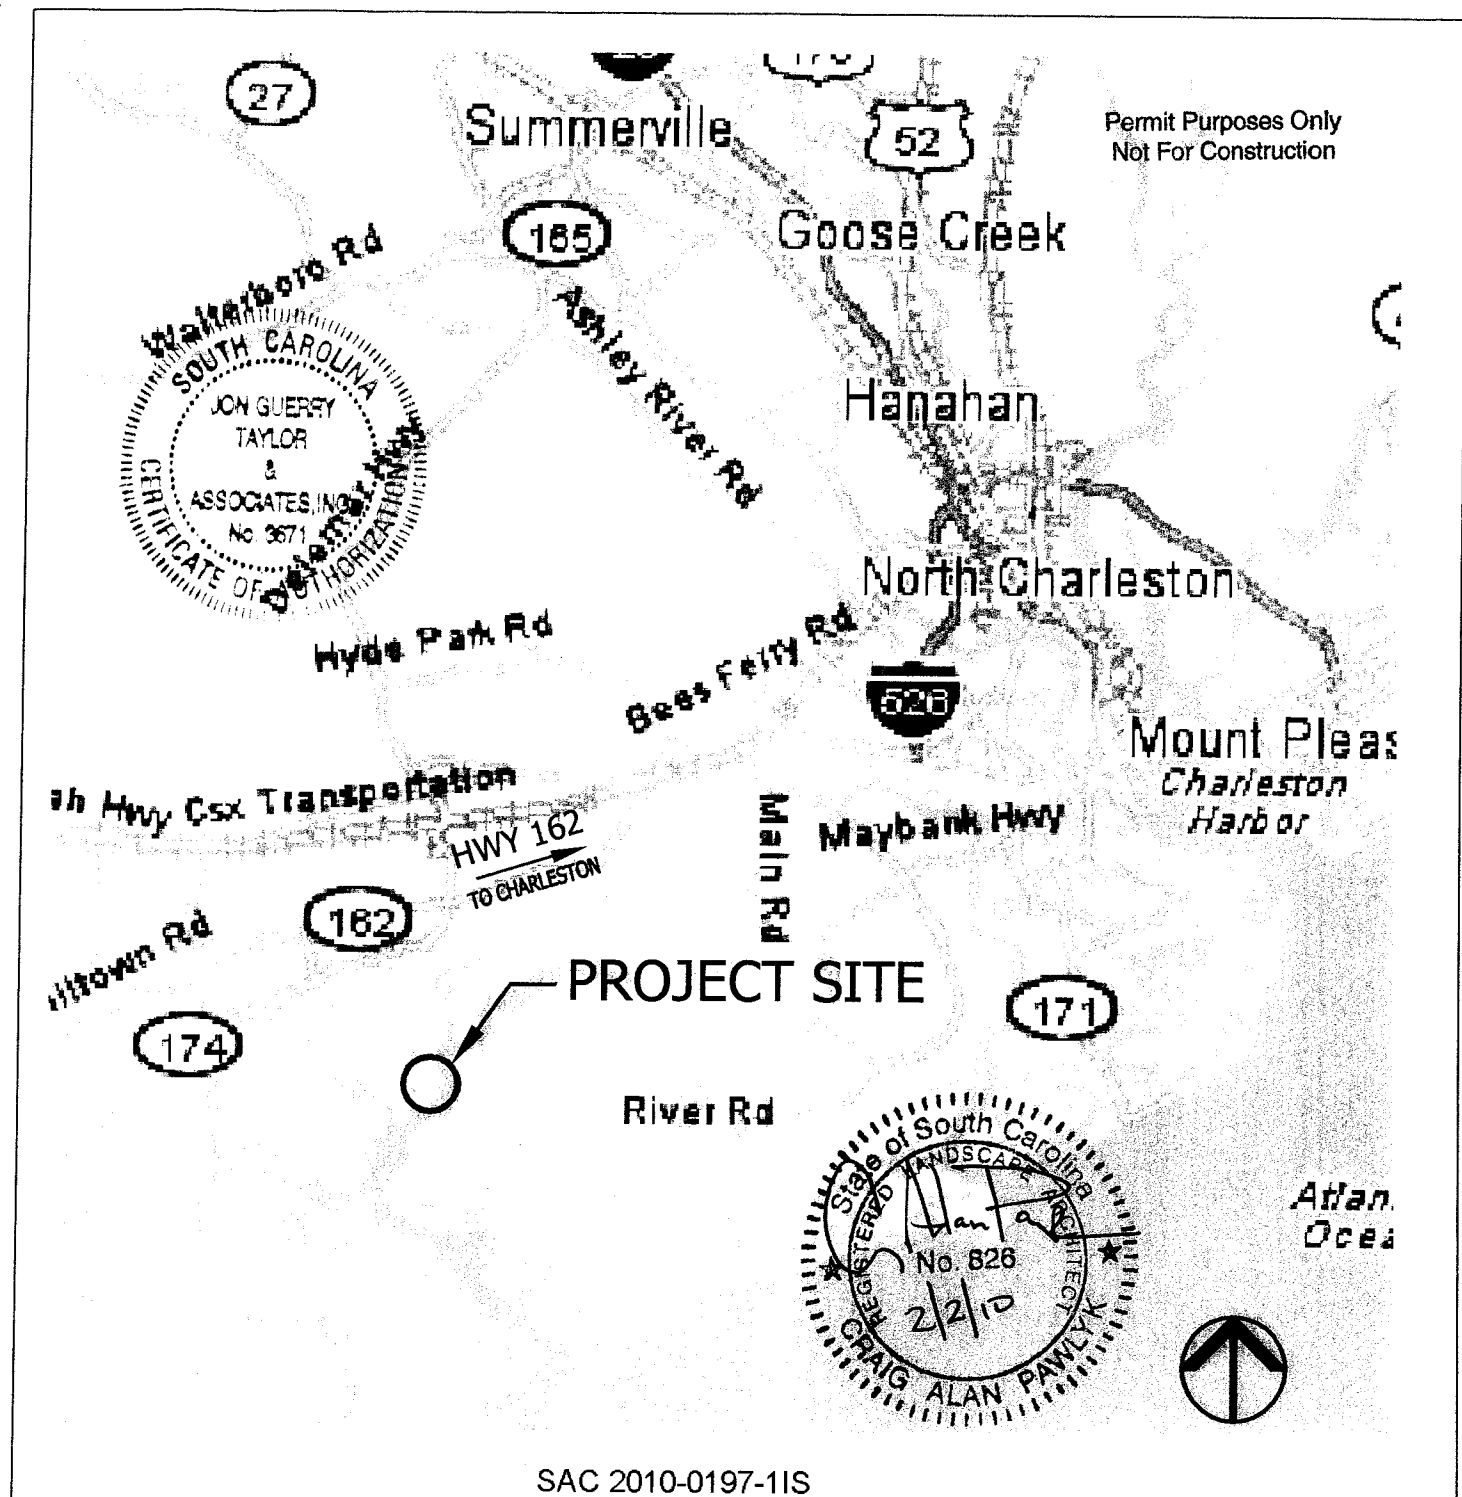 27
Summerville
52
Permit Purposes Only
Not For Construction
165
Goose Creek
Walterboro Rd
Ashley River Rd
SOUTH CAROLINA
JON GUERRY
TAYLOR
&
ASSOCIATES, INC.
No. 3671
CERTIFICATE OF AUTHORIZATION
Hanahan
North Charleston
Hyde Park Rd
Bees Ferry Rd
526
Mount Pleas
Charleston
Harbor
ah Hwy Csx Transportation
HWY 162
TO CHARLESTON
Main Rd
Maybank Hwy
162
lltown Rd
PROJECT SITE
174
171
River Rd
State of South Carolina
REGISTERED LANDSCAPE ARCHITECT
No. 826
2/2/10
CRAIG ALAN PAWLYK
Atlan
Ocea
SAC 2010-0197-1IS